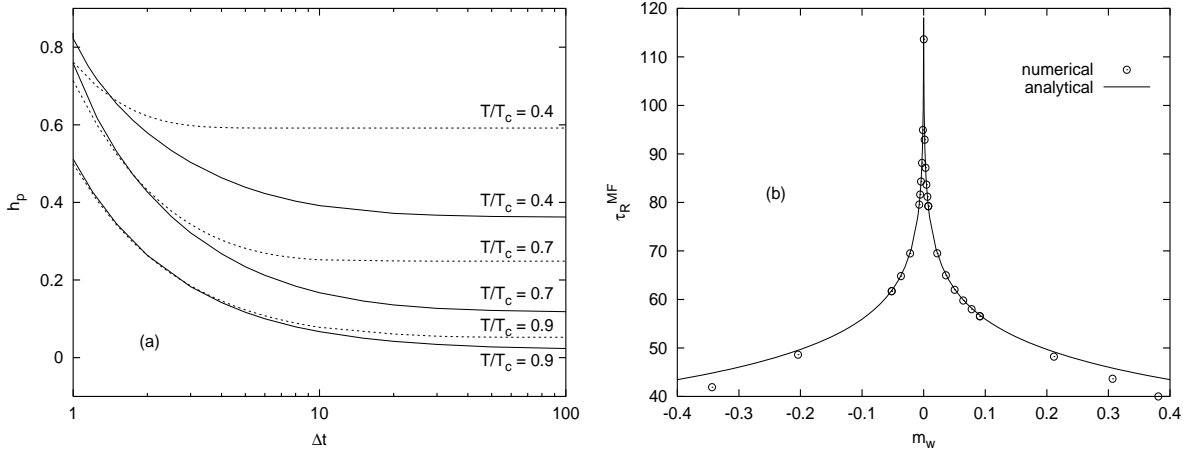 0.8
0.6
0.4
0.2
0
h_p
T/T_c = 0.4
T/T_c = 0.4
T/T_c = 0.7
T/T_c = 0.7
T/T_c = 0.9
T/T_c = 0.9
(a)
1
10
100
Δt
120
110
100
90
80
70
60
50
40
τ_R^MF
numerical
analytical
(b)
-0.4
-0.3
-0.2
-0.1
0
0.1
0.2
0.3
0.4
m_w